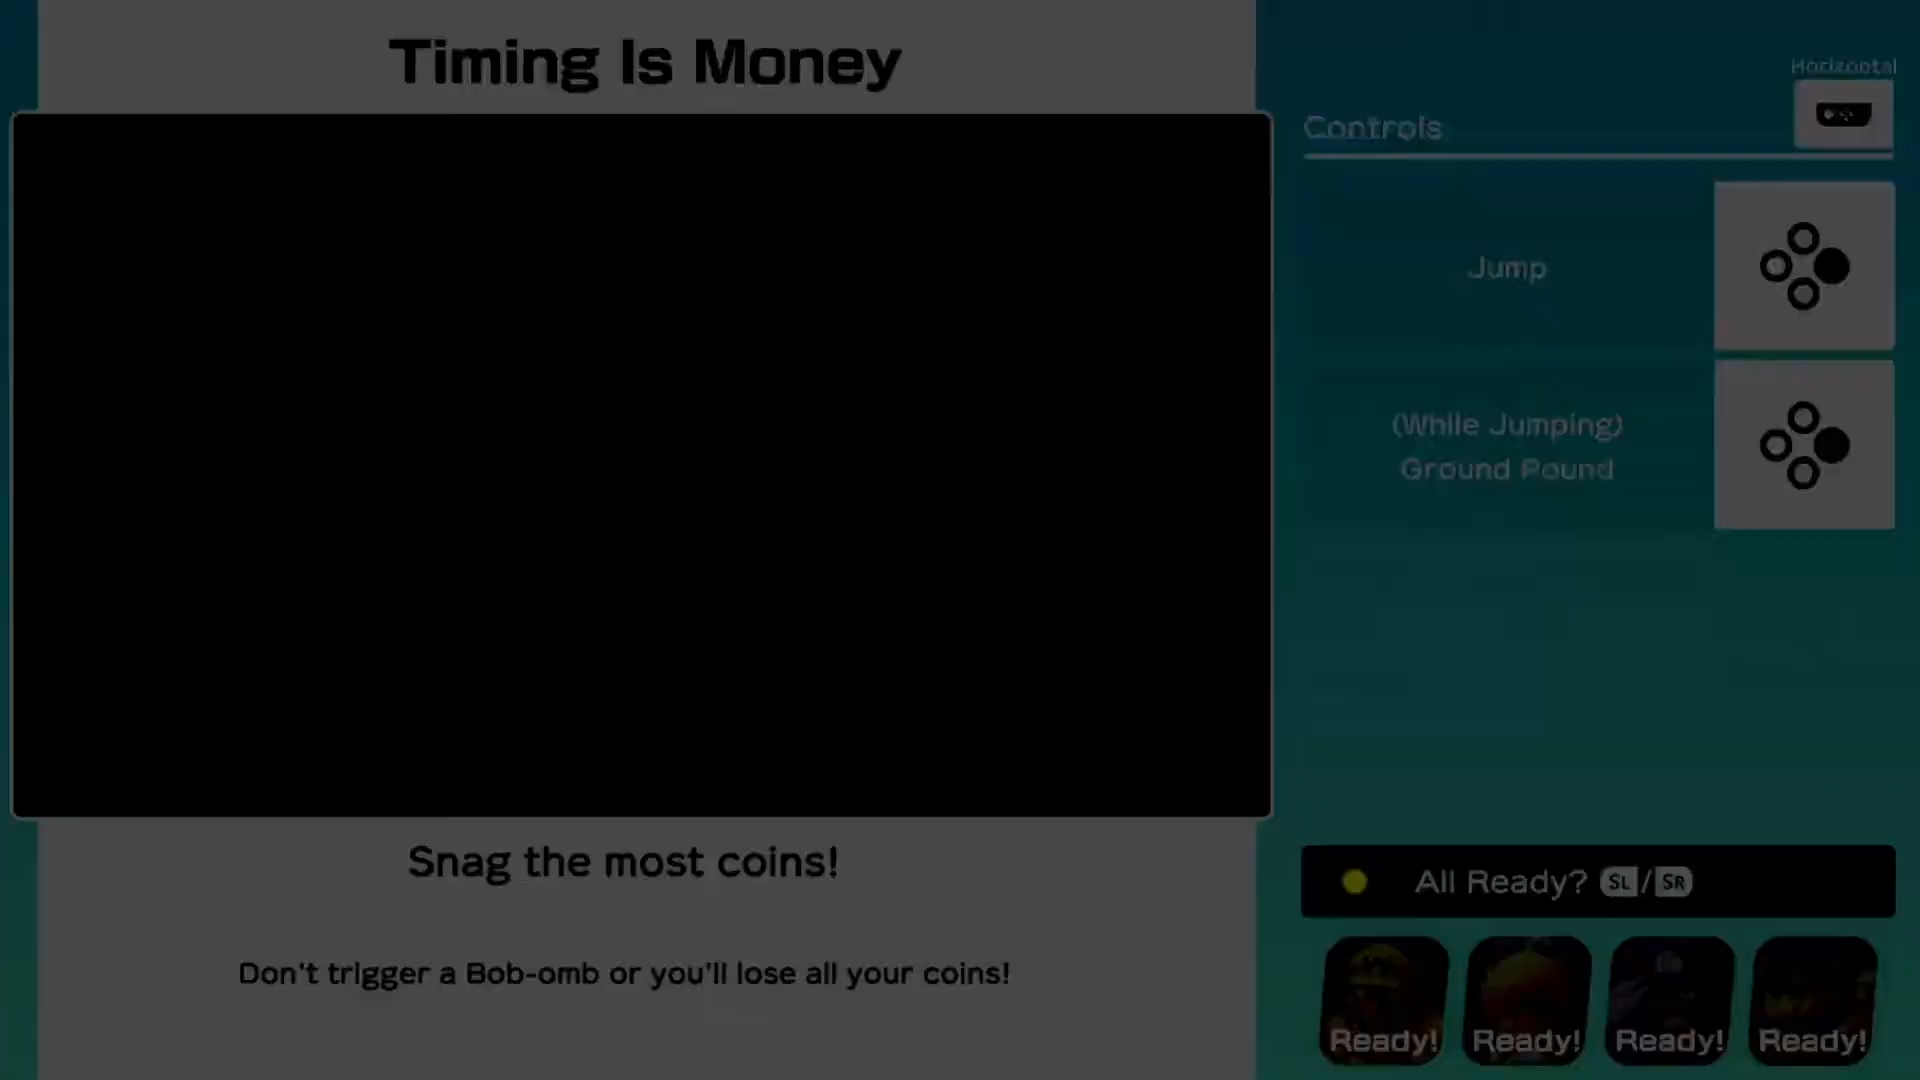 Timing Is Money
Horizontal
Controls
Jump
(While Jumping)
Ground Pound
Snag the most coins!
Don't trigger a Bob-omb or you'll lose all your coins!
All Ready? SL/SR
Ready! Ready! Ready! Ready!